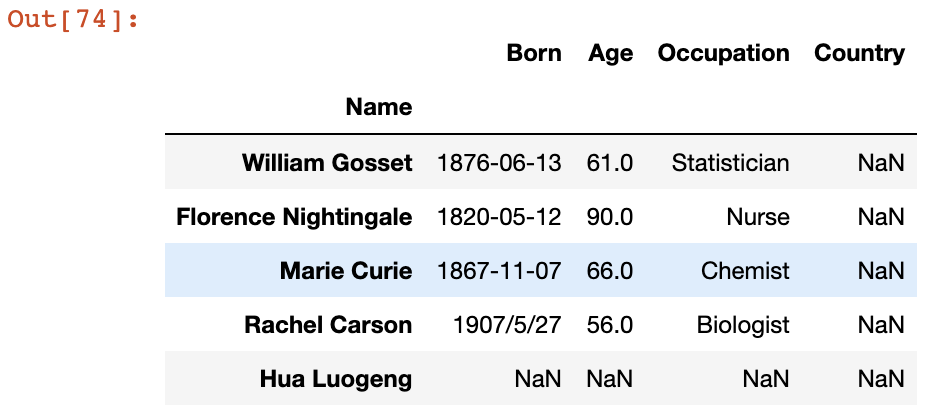 Out[74]:
Born Age Occupation Country
Name
William Gosset 1876-06-13 61.0 Statistician NaN
Florence Nightingale 1820-05-12 90.0 Nurse NaN
Marie Curie 1867-11-07 66.0 Chemist NaN
Rachel Carson 1907/5/27 56.0 Biologist NaN
Hua Luogeng NaN NaN NaN NaN